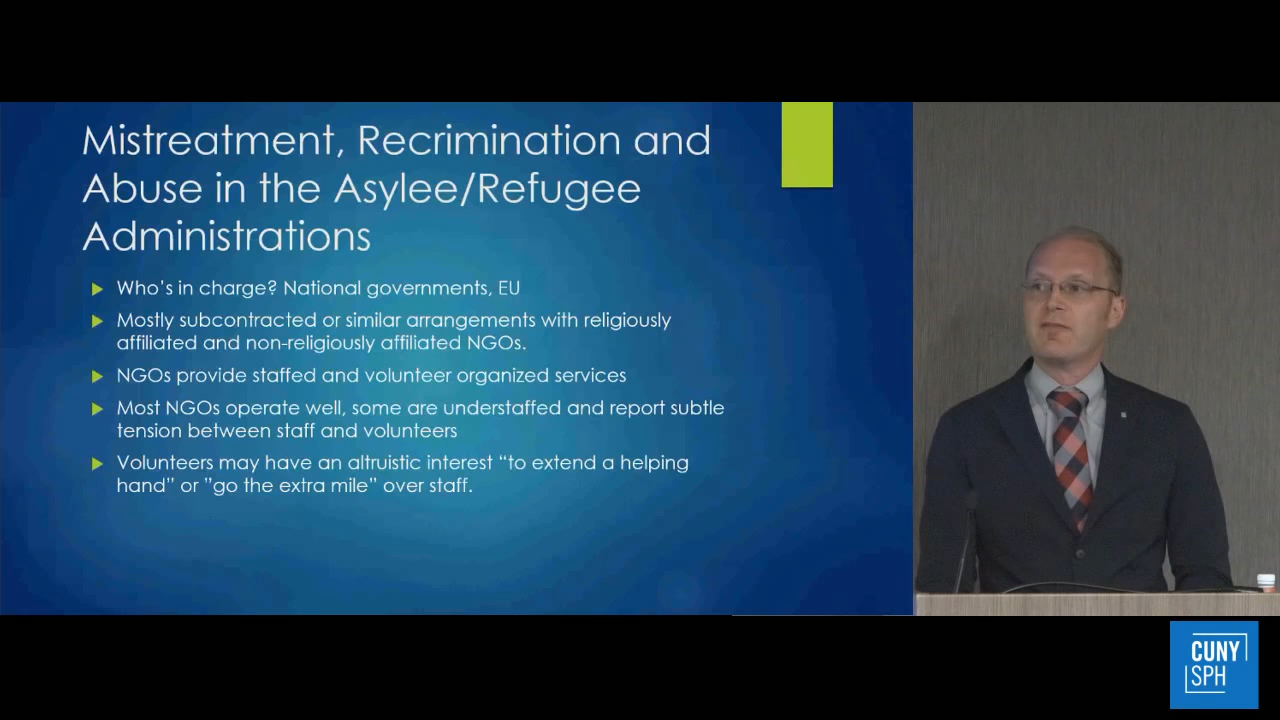 Mistreatment, Recrimination and
Abuse in the Asylee/Refugee
Administrations
Who's in charge? National governments, EU
Mostly subcontracted or similar arrangements with religiously
affiliated and non-religiously affiliated NGOs.
NGOs provide staffed and volunteer organized services
Most NGOs operate well, some are understaffed and report subtle
tension between staff and volunteers
Volunteers may have an altruistic interest “to extend a helping
hand” or ”go the extra mile” over staff.
CUNY
SPH